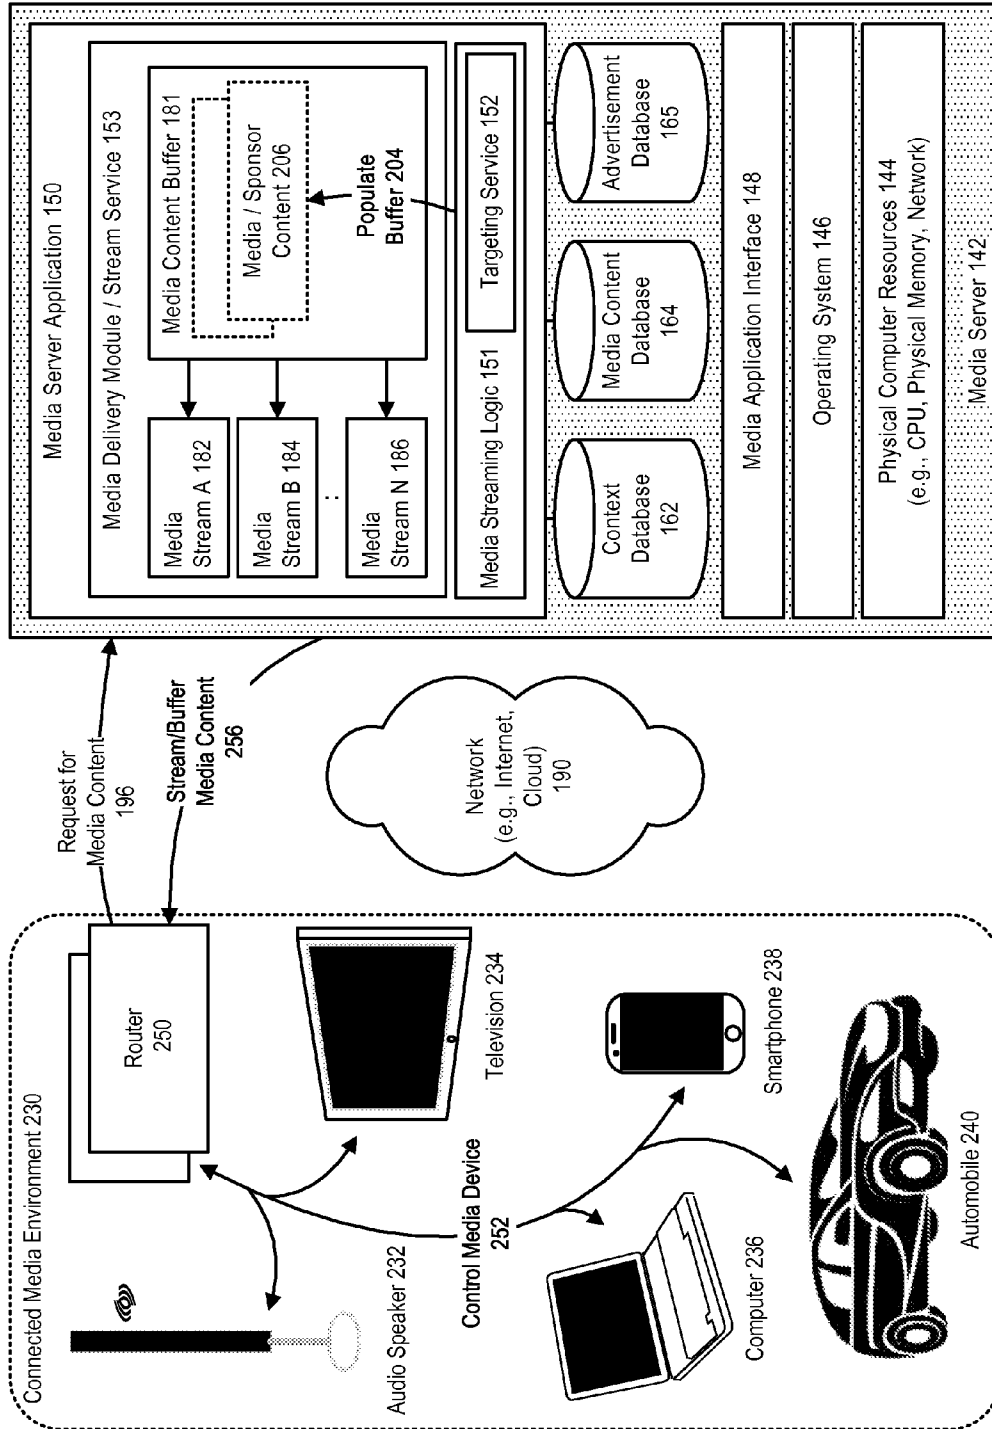 Connected Media Environment 230
Router
250
Audio Speaker 232
Television 234
Control Media Device
252
Computer 236
Smartphone 238
Automobile 240
Request for
Media Content
196
Stream/Buffer
Media Content
256
Network
(e.g., Internet,
Cloud)
190
Media Server Application 150
Media Delivery Module / Stream Service 153
Media
Stream A 182
Media
Stream B 184
:
Media
Stream N 186
Media Content Buffer 181
Media / Sponsor
Content 206
Populate
Buffer 204
Media Streaming Logic 151
Targeting Service 152
Context
Database
162
Media Content
Database
164
Advertisement
Database
165
Media Application Interface 148
Operating System 146
Physical Computer Resources 144
(e.g., CPU, Physical Memory, Network)
Media Server 142